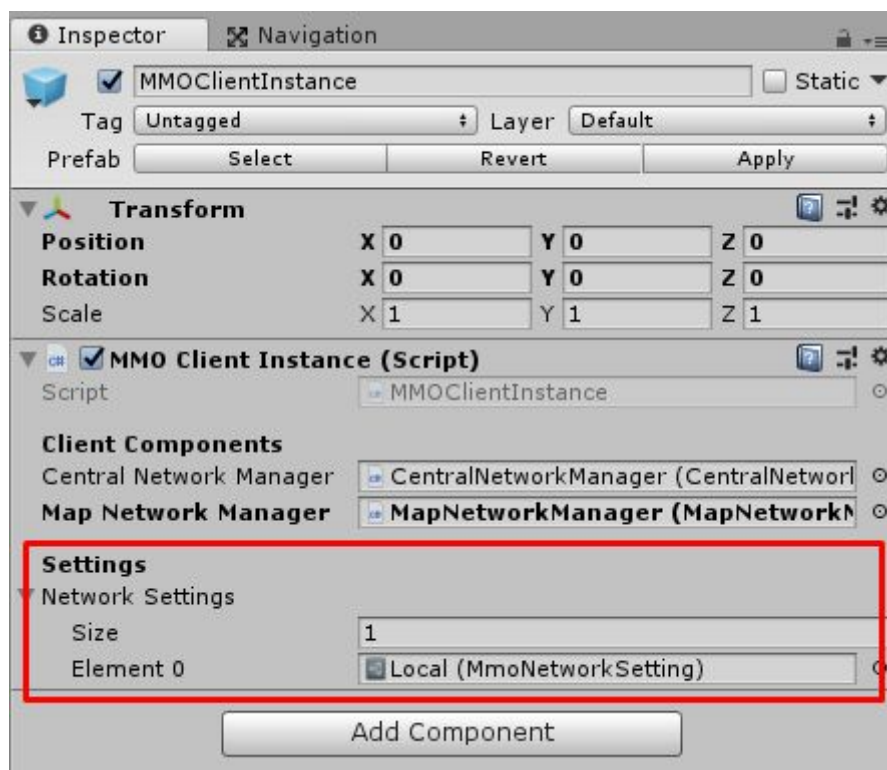 Inspector Navigation
MMOClientInstance Static
Tag Untagged Layer Default
Prefab Select Revert Apply
Transform
Position X 0 Y 0 Z 0
Rotation X 0 Y 0 Z 0
Scale X 1 Y 1 Z 1
C# MMO Client Instance (Script)
Script MMOClientInstance
Client Components
Central Network Manager CentralNetworkManager (CentralNetworl
Map Network Manager MapNetworkManager (MapNetworkN
Settings
Network Settings
Size 1
Element 0 Local (MmoNetworkSetting)
Add Component